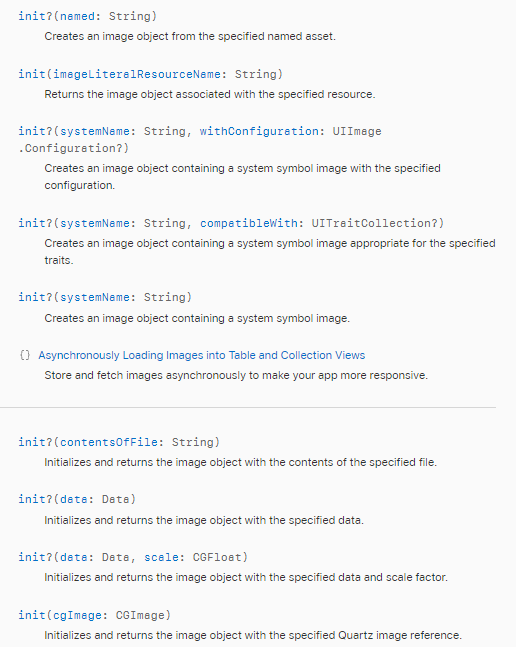 init?(named: String)
Creates an image object from the specified named asset.
init(imageLiteralResourceName: String)
Returns the image object associated with the specified resource.
init?(systemName: String, withConfiguration: UIImage
.Configuration?)
Creates an image object containing a system symbol image with the specified
configuration.
init?(systemName: String, compatibleWith: UITraitCollection?)
Creates an image object containing a system symbol image appropriate for the specified
traits.
init?(systemName: String)
Creates an image object containing a system symbol image.
{} Asynchronously Loading Images into Table and Collection Views
Store and fetch images asynchronously to make your app more responsive.
init?(contentsOfFile: String)
Initializes and returns the image object with the contents of the specified file.
init?(data: Data)
Initializes and returns the image object with the specified data.
init?(data: Data, scale: CGFloat)
Initializes and returns the image object with the specified data and scale factor.
init(cgImage: CGImage)
Initializes and returns the image object with the specified Quartz image reference.